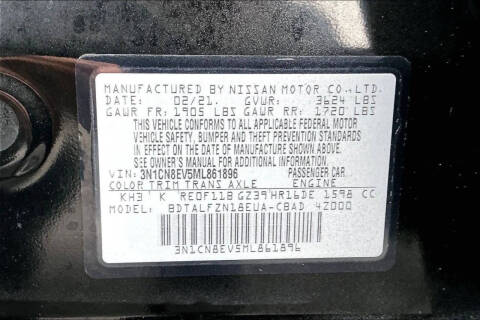 MANUFACTURED BY NISSAN MOTOR CO.,LTD.
DATE: 02/21. GVWR: 3624 LBS
GAWR FR: 1905 LBS GAWR RR: 1720 LBS
THIS VEHICLE CONFORMS TO ALL APPLICABLE FEDERAL MOTOR
VEHICLE SAFETY, BUMPER, AND THEFT PREVENTION STANDARDS
IN EFFECT ON THE DATE OF MANUFACTURE SHOWN ABOVE.
SEE OWNER'S MANUAL FOR ADDITIONAL INFORMATION.
VIN: 3N1CN8EV5ML861896 PASSENGER CAR
COLOR TRIM TRANS AXLE ENGINE
KH3 K RE0F11B GZ39 HR16DE 1598 CC
MODEL: BDTALFZN18EUA-CBAD 42000
3N1CN8EV5ML861896